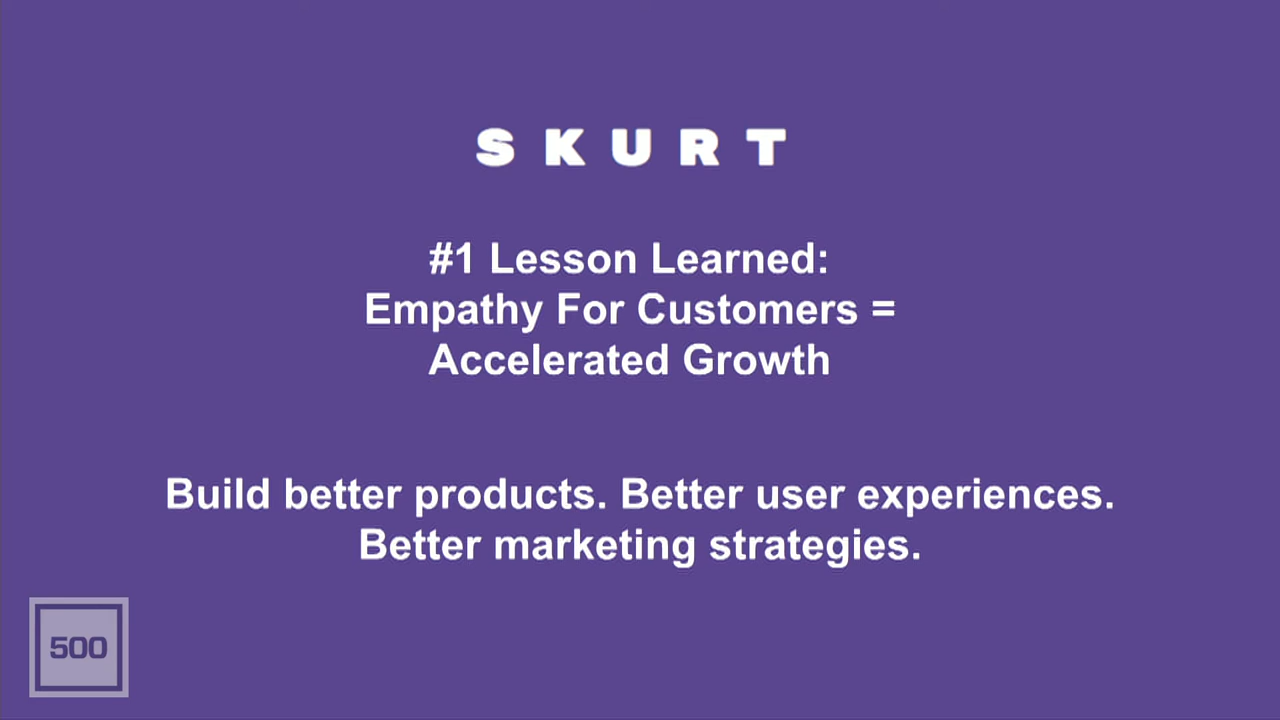 SKURT
#1 Lesson Learned:
Empathy For Customers =
Accelerated Growth
Build better products. Better user experiences.
Better marketing strategies.
500